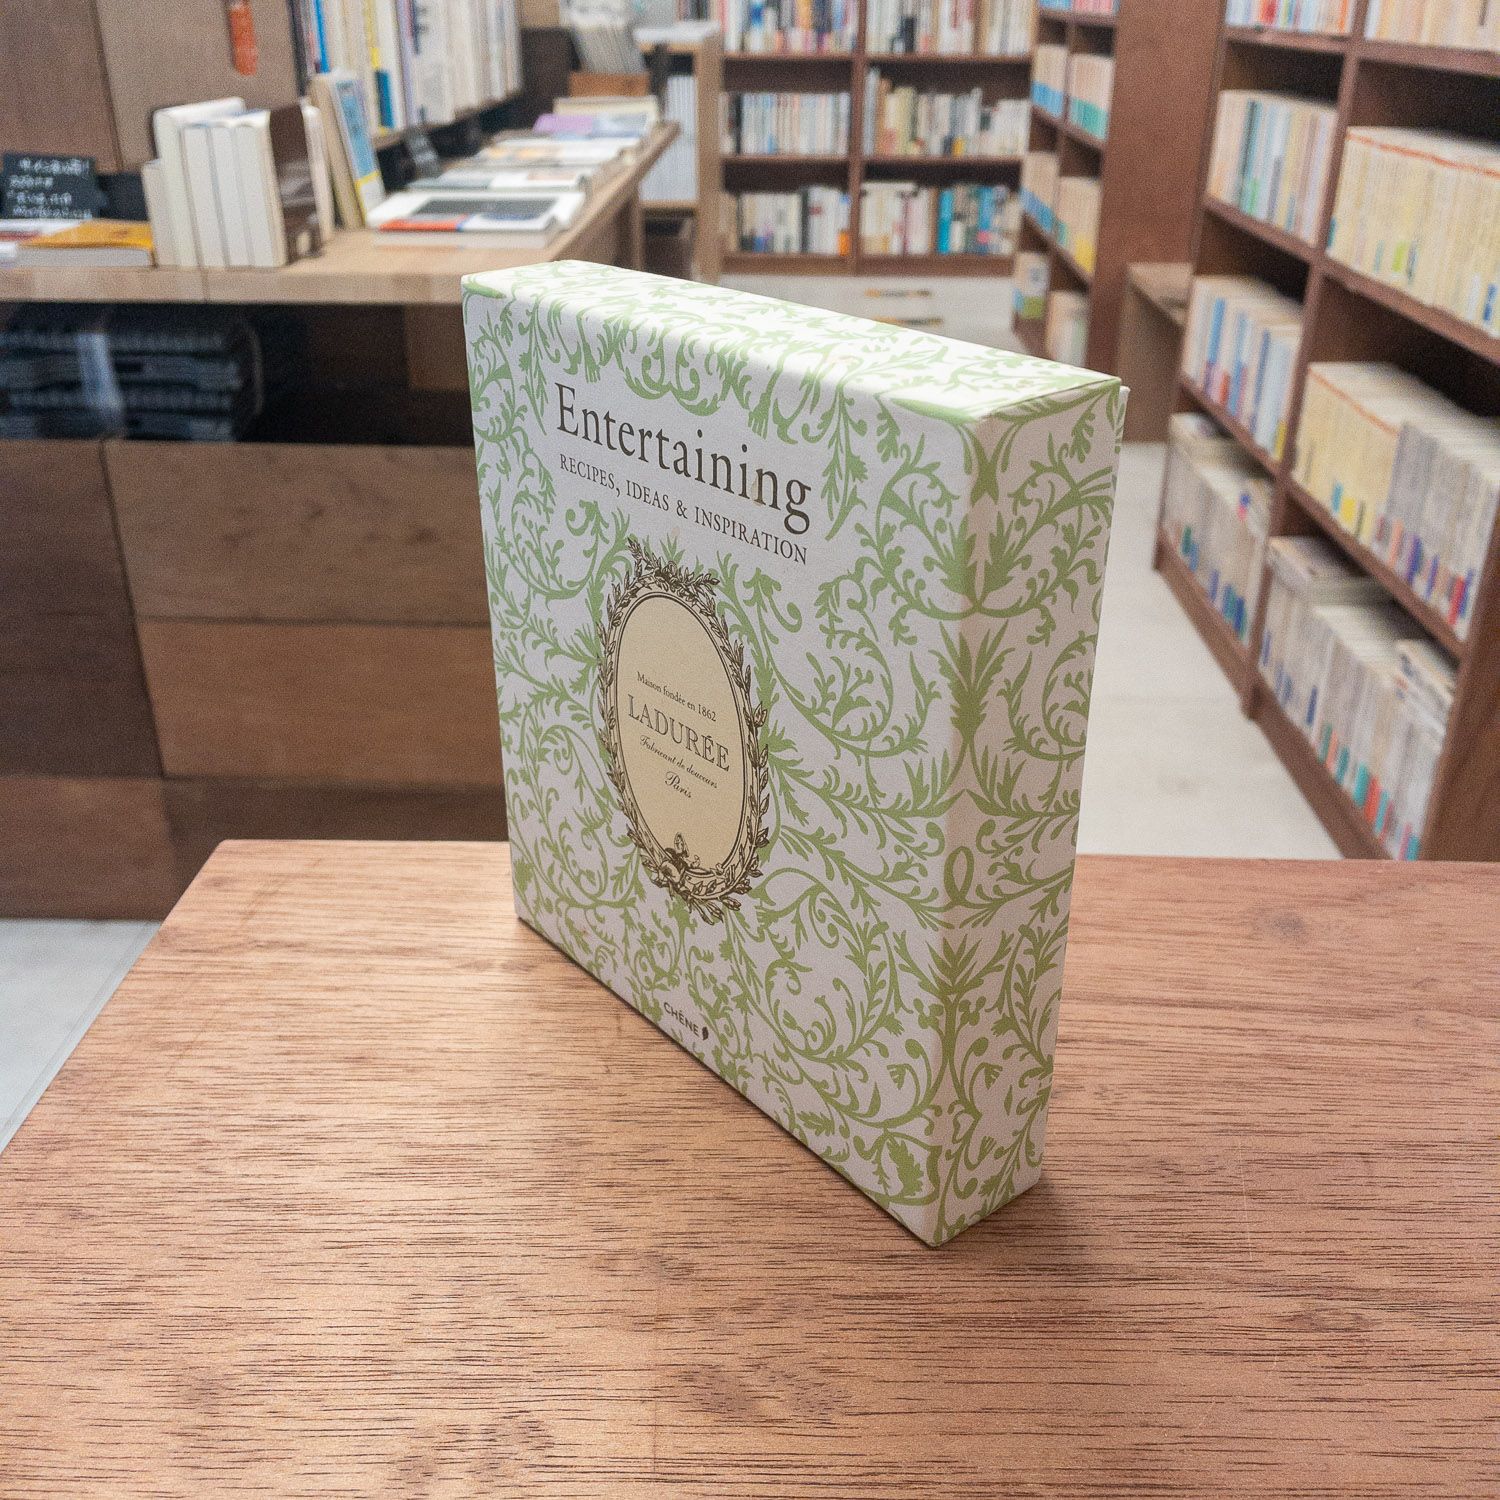 Entertaining
RECIPES, IDEAS & INSPIRATION
Maison fondée en 1862
LADURÉE
Fabricant de douceurs
Paris
CHÊNE